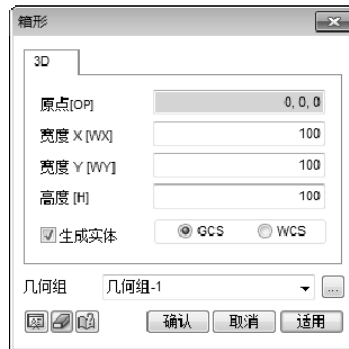 箱形
3D
原点[OP] 0, 0, 0
宽度 X [WX] 100
宽度 Y [WY] 100
高度 [H] 100
生成实体 GCS WCS
几何组 几何组-1 ...
确认 取消 适用